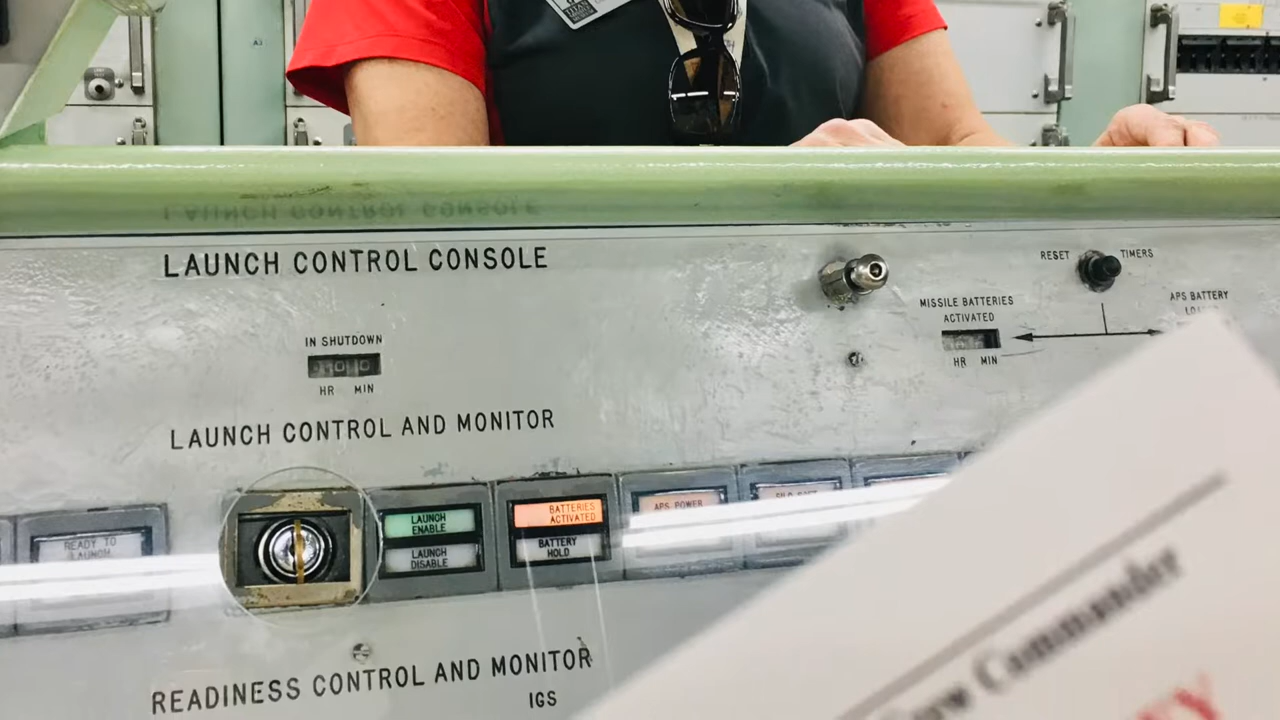 A3
LAUNCH CONTROL CONSOLE
RESET
TIMERS
MISSILE BATTERIES
ACTIVATED
APS BATTERY
HR MIN
IN SHUTDOWN
HR MIN
LAUNCH CONTROL AND MONITOR
READY TO
LAUNCH
LAUNCH
ENABLE
LAUNCH
DISABLE
BATTERIES
ACTIVATED
BATTERY
HOLD
APS POWER
READINESS CONTROL AND MONITOR
IGS
Commander